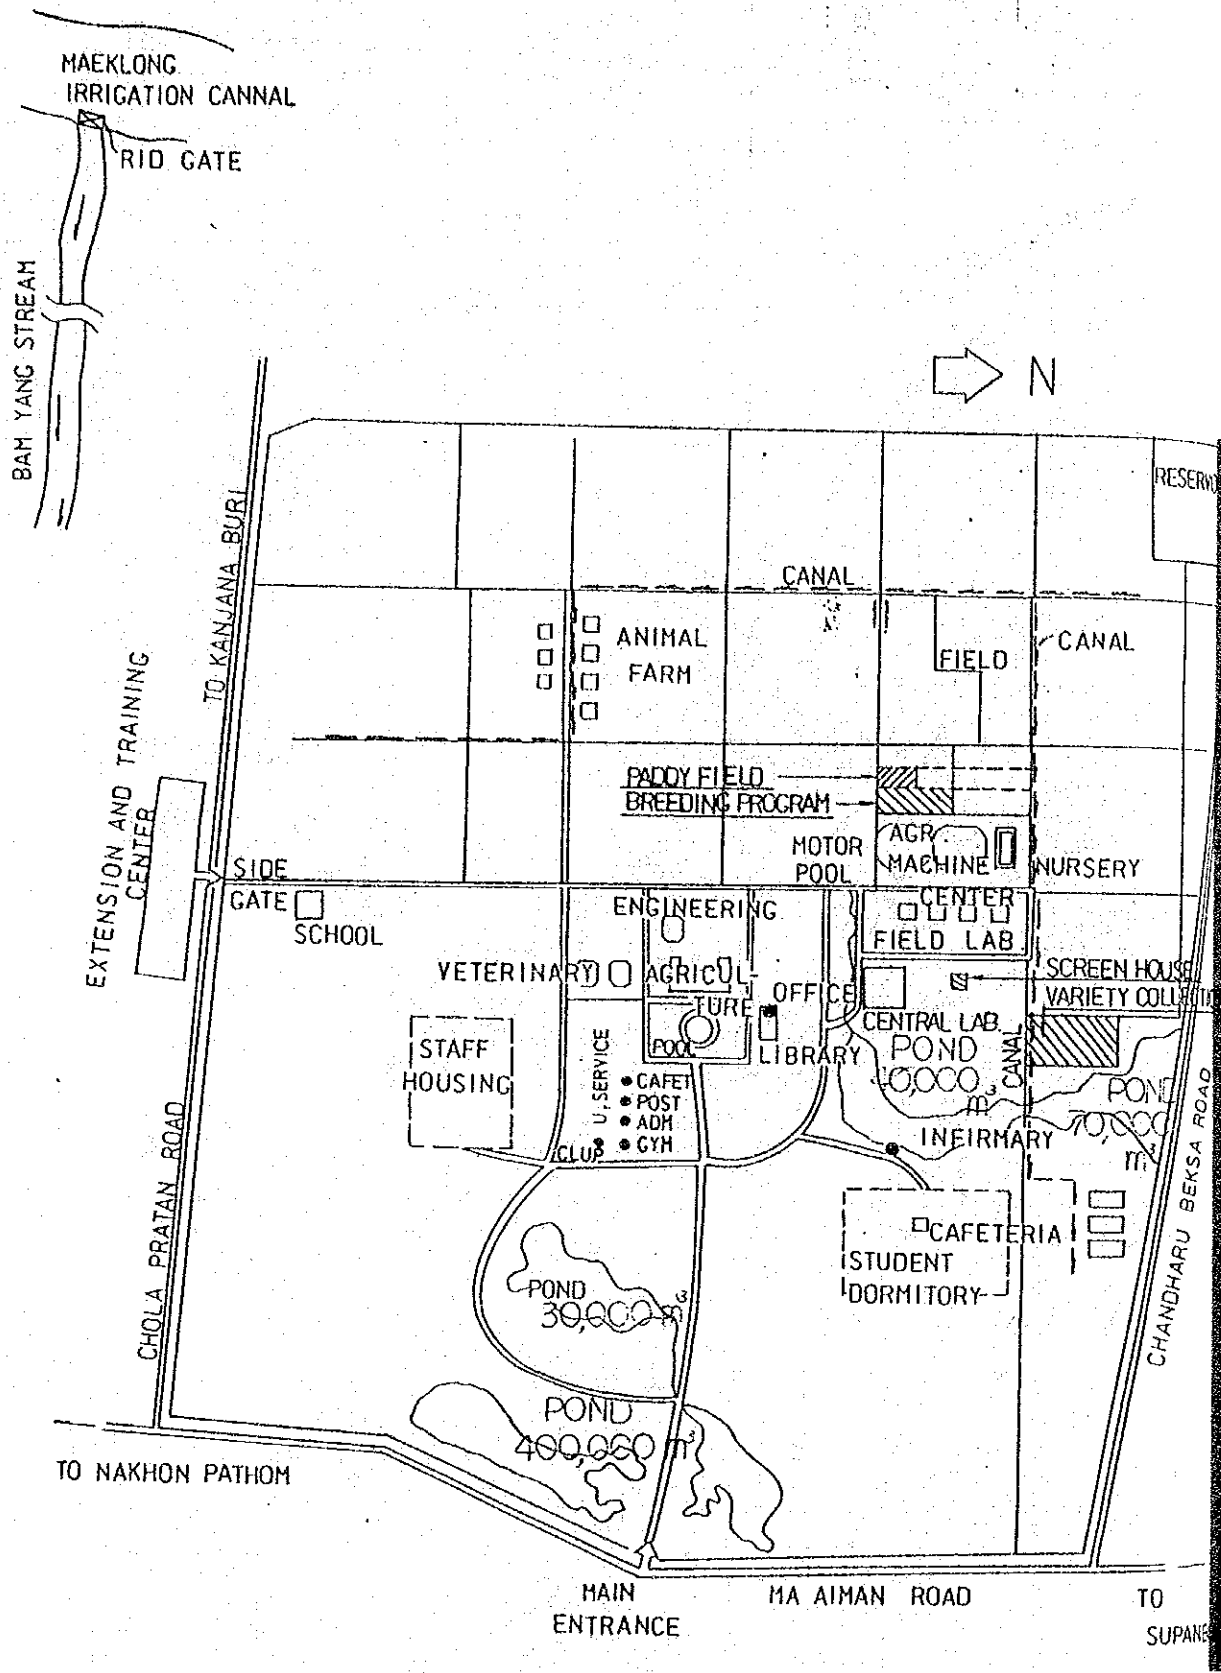 MAEKLONG
IRRIGATION CANNAL
RID GATE
BAM YANG STREAM
N
TO KANJANA BURI
RESERVO
CANAL
ANIMAL
FARM
FIELD
CANAL
EXTENSION AND TRAINING
CENTER
PADDY FIELD
BREEDING PROGRAM
MOTOR
POOL
AGR
MACHINE
CENTER
NURSERY
SIDE
GATE
SCHOOL
ENGINEERING
FIELD LAB
VETERINARY
AGRICUL-
TURE
OFFICE
SCREEN HOUSE
VARIETY COLLECTI
CENTRAL LAB.
POOL
LIBRARY
STAFF
HOUSING
U, SERVICE
CAFET
POST
ADM
GYM
CLUB
POND
40,000
m³
CANAL
POND
70,000
m³
INFIRMARY
CHOLA PRATAN ROAD
CHANDHARU BEKSA ROAD
CAFETERIA
STUDENT
DORMITORY
POND
30,000 m³
POND
400,000 m³
TO NAKHON PATHOM
MAIN
ENTRANCE
MA AIMAN ROAD
TO
SUPANB